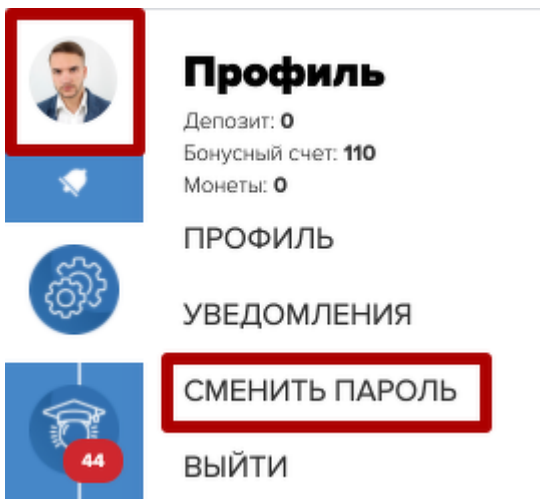 Профиль
Депозит: 0
Бонусный счет: 110
Монеты: 0
ПРОФИЛЬ
УВЕДОМЛЕНИЯ
СМЕНИТЬ ПАРОЛЬ
44
ВЫЙТИ